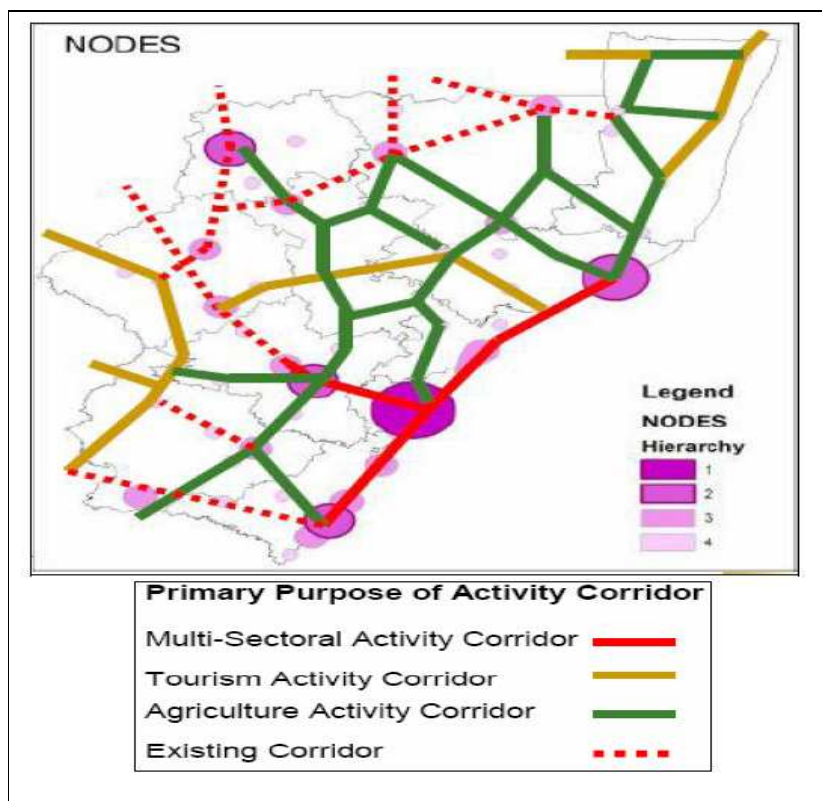 NODES
Legend
NODES
Hierarchy
1
2
3
4
Primary Purpose of Activity Corridor
Multi-Sectoral Activity Corridor
Tourism Activity Corridor
Agriculture Activity Corridor
Existing Corridor